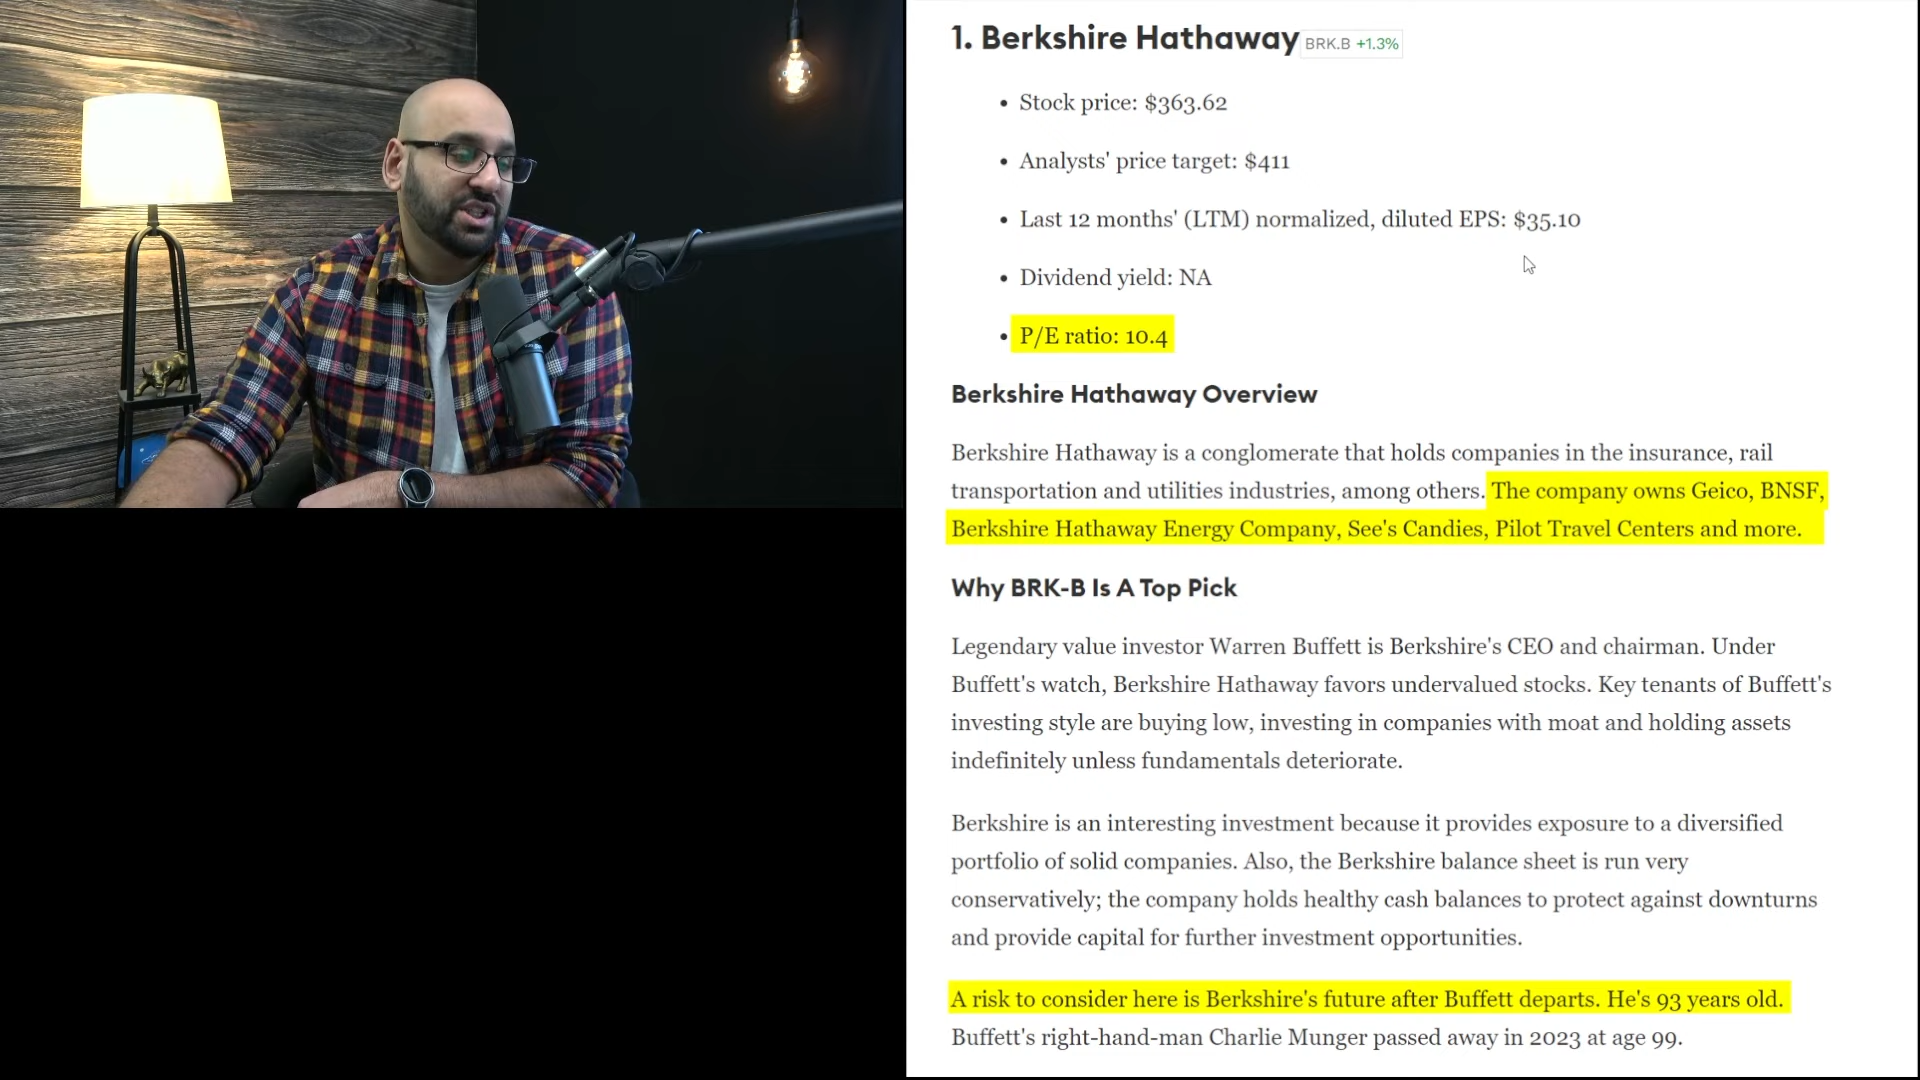 1. Berkshire Hathaway BRK.B +1.3%
• Stock price: $363.62
• Analysts' price target: $411
• Last 12 months' (LTM) normalized, diluted EPS: $35.10
• Dividend yield: NA
• P/E ratio: 10.4
Berkshire Hathaway Overview
Berkshire Hathaway is a conglomerate that holds companies in the insurance, rail
transportation and utilities industries, among others. The company owns Geico, BNSF,
Berkshire Hathaway Energy Company, See's Candies, Pilot Travel Centers and more.
Why BRK-B Is A Top Pick
Legendary value investor Warren Buffett is Berkshire's CEO and chairman. Under
Buffett's watch, Berkshire Hathaway favors undervalued stocks. Key tenants of Buffett's
investing style are buying low, investing in companies with moat and holding assets
indefinitely unless fundamentals deteriorate.
Berkshire is an interesting investment because it provides exposure to a diversified
portfolio of solid companies. Also, the Berkshire balance sheet is run very
conservatively; the company holds healthy cash balances to protect against downturns
and provide capital for further investment opportunities.
A risk to consider here is Berkshire's future after Buffett departs. He's 93 years old.
Buffett's right-hand-man Charlie Munger passed away in 2023 at age 99.